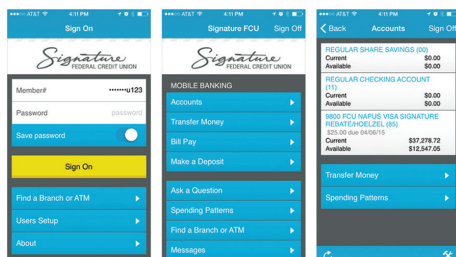 AT&T 4:11 PM
Sign On
Signature
FEDERAL CREDIT UNION
Member# •••••••u123
Password password
Save password
Sign On
Find a Branch or ATM
Users Setup
About
AT&T 4:11 PM
Signature FCU Sign Off
Signature
FEDERAL CREDIT UNION
MOBILE BANKING
Accounts
Transfer Money
Bill Pay
Make a Deposit
Ask a Question
Spending Patterns
Find a Branch or ATM
Messages
AT&T 4:11 PM
Back Accounts Sign Off
REGULAR SHARE SAVINGS (00)
Current $0.00
Available $0.00
REGULAR CHECKING ACCOUNT
(11)
Current $0.00
Available $0.00
9800 FCU NAPUS VISA SIGNATURE
REBATE/HOELZEL (85)
$25.00 due 04/06/15
Current $37,278.72
Available $12,547.05
Transfer Money
Spending Patterns